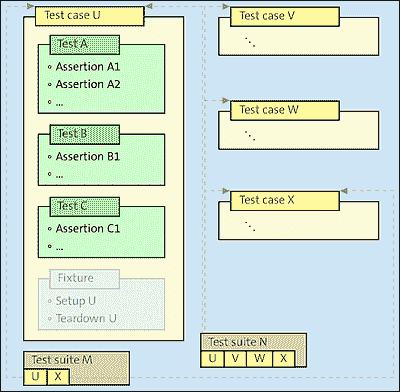 Test case U
Test A
Assertion A1
Assertion A2
...
Test B
Assertion B1
...
Test C
Assertion C1
...
Fixture
Setup U
Teardown U
Test case V
...
Test case W
...
Test case X
...
Test suite M
U X
Test suite N
U V W X